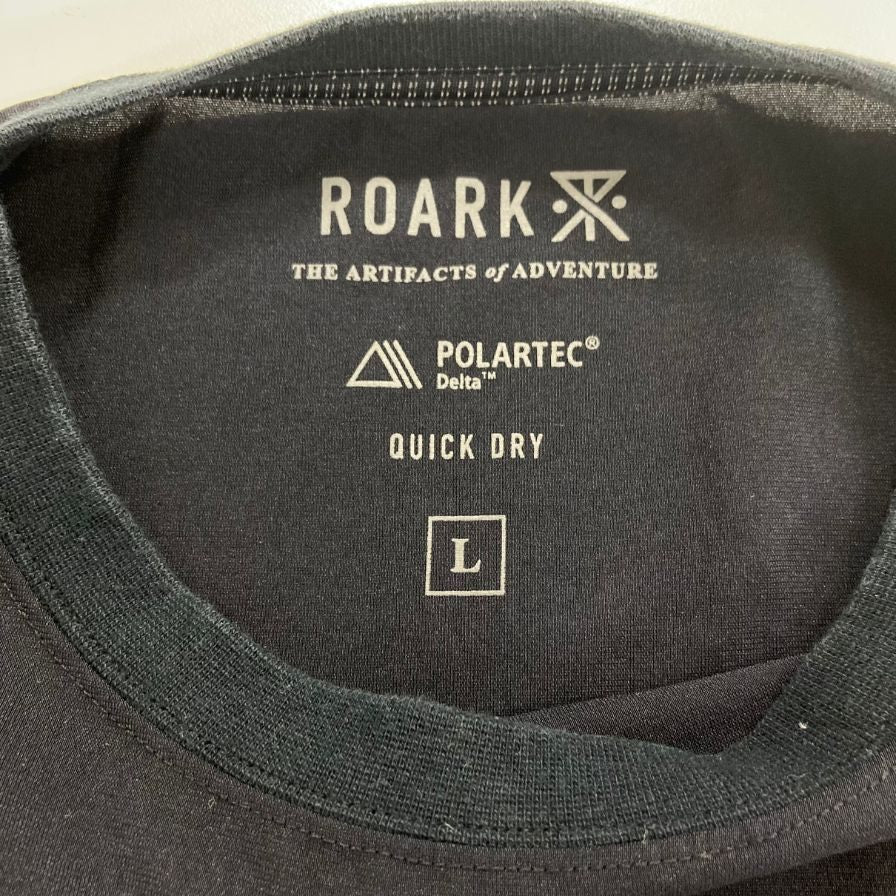 ROARK
THE ARTIFACTS of ADVENTURE
POLARTEC®
Delta™
QUICK DRY
L